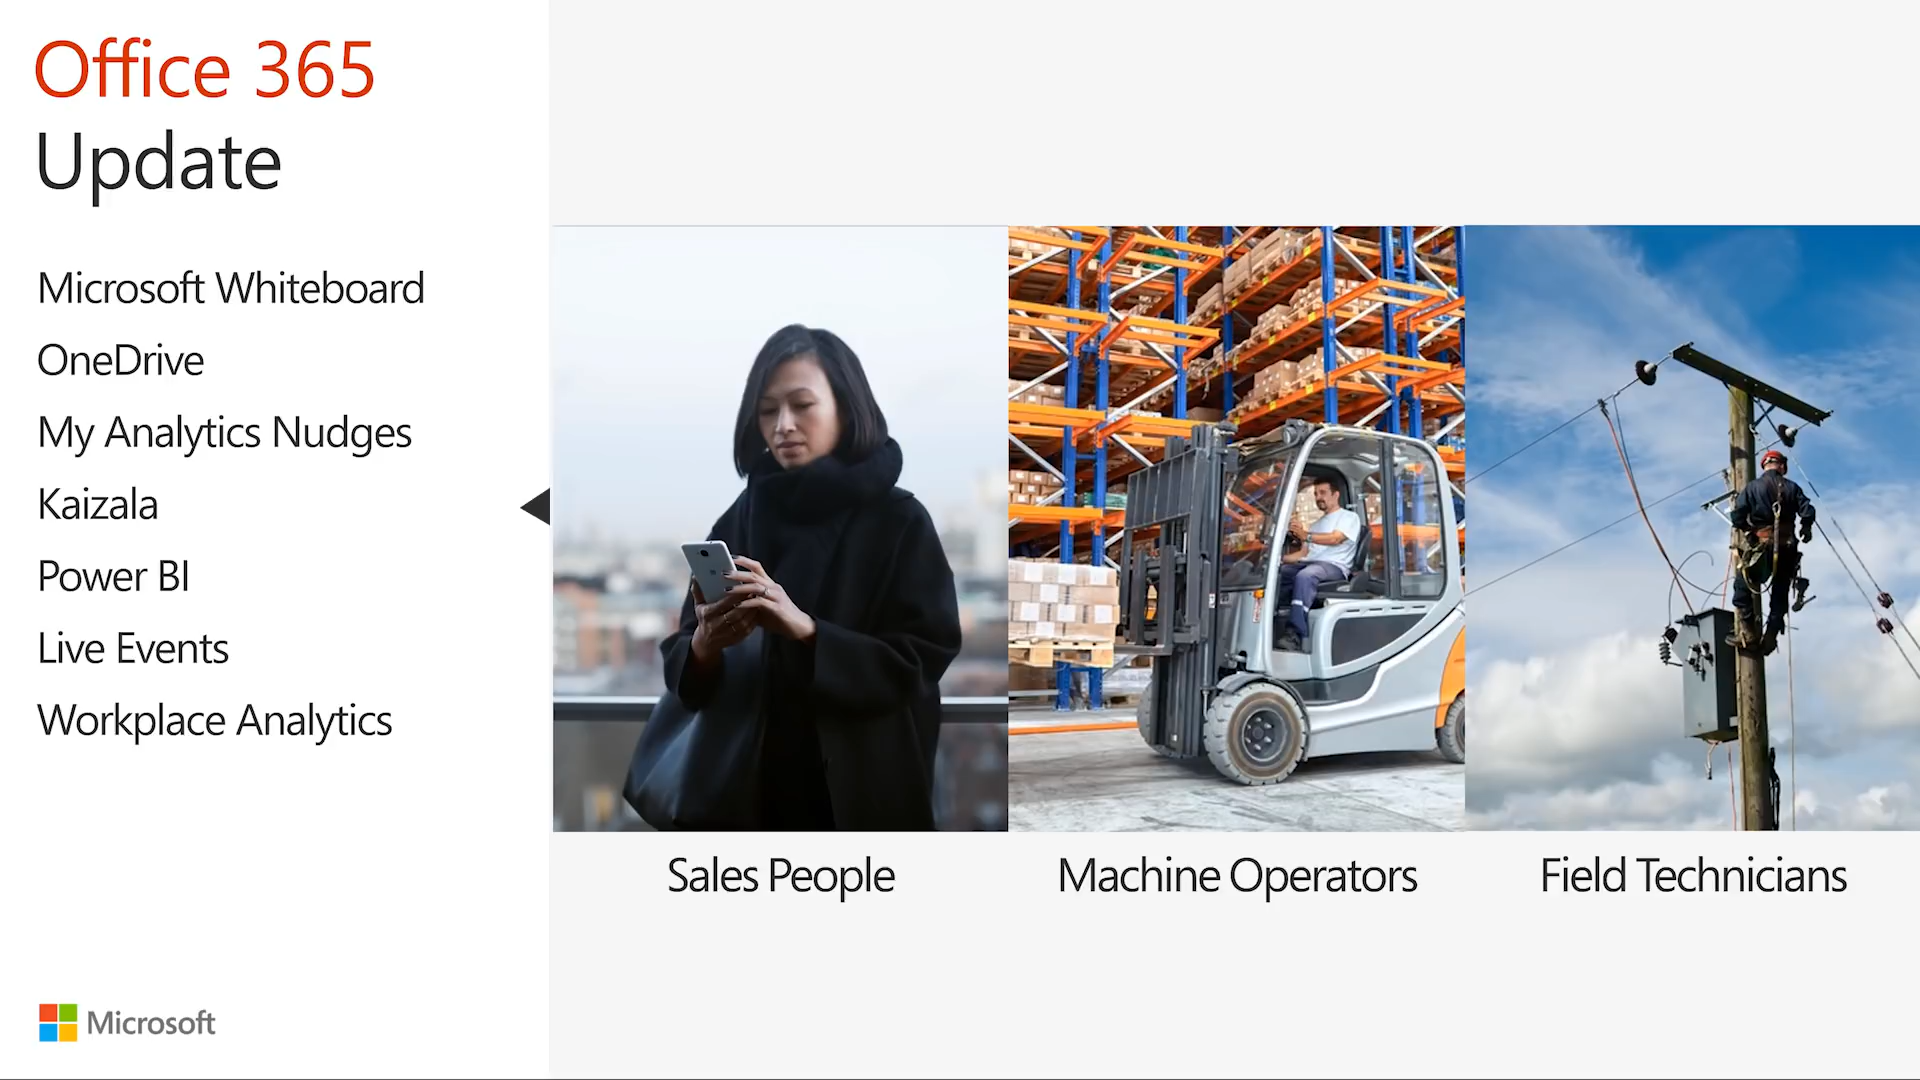 Office 365
Update
Microsoft Whiteboard
OneDrive
My Analytics Nudges
Kaizala
Power BI
Live Events
Workplace Analytics
Sales People
Machine Operators
Field Technicians
Microsoft